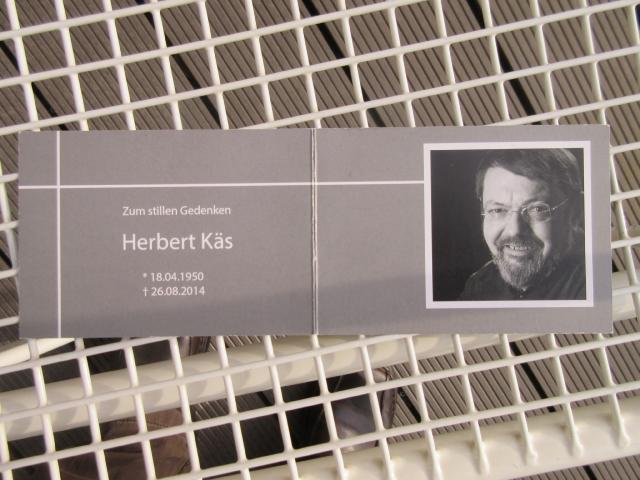 Zum stillen Gedenken
Herbert Käs
* 18.04.1950
† 26.08.2014